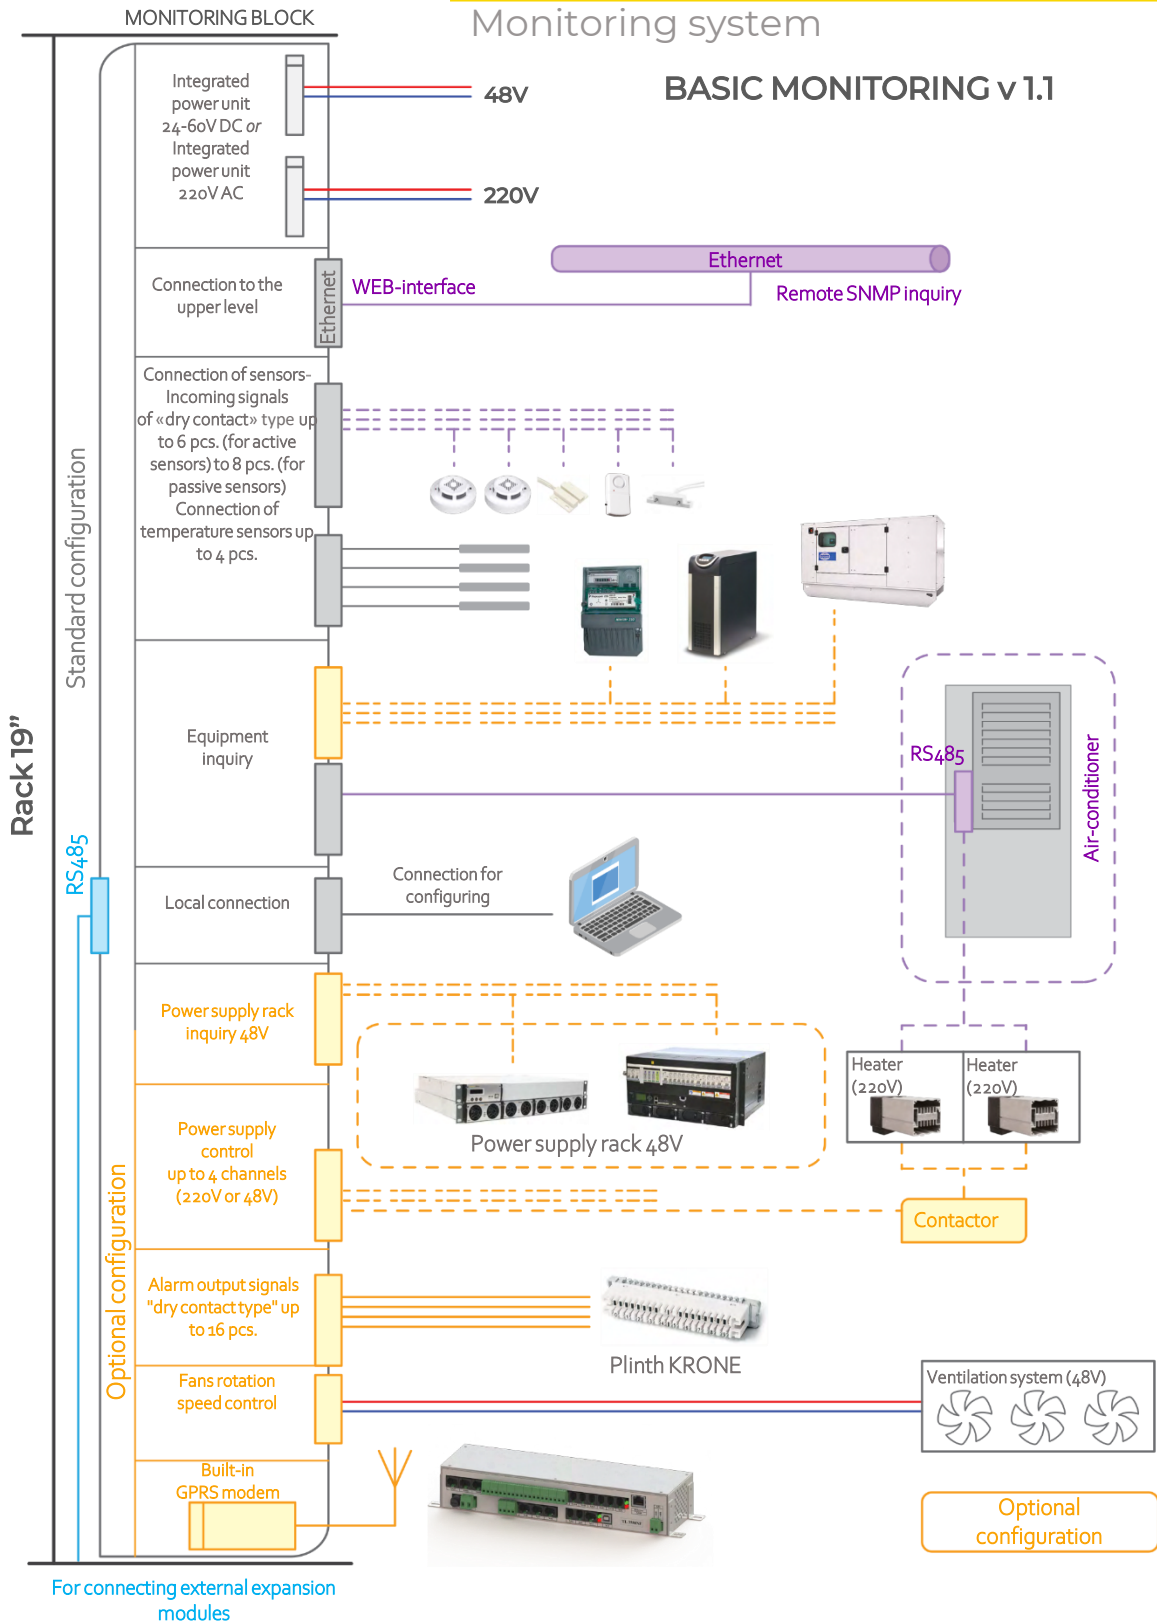 MONITORING BLOCK
Monitoring system
BASIC MONITORING v 1.1
Integrated
power unit
24-60V DC or
Integrated
power unit
220V AC
48V
220V
Connection to the
upper level
Ethernet
WEB-interface
Ethernet
Remote SNMP inquiry
Connection of sensors-
Incoming signals
of «dry contact» type up
to 6 pcs. (for active
sensors) to 8 pcs. (for
passive sensors)
Connection of
temperature sensors up
to 4 pcs.
Standard configuration
Rack 19”
Equipment
inquiry
RS485
Air-conditioner
RS485
Local connection
Connection for
configuring
Power supply rack
inquiry 48V
Power supply rack 48V
Heater
(220V)
Heater
(220V)
Power supply
control
up to 4 channels
(220V or 48V)
Contactor
Optional configuration
Alarm output signals
"dry contact type" up
to 16 pcs.
Plinth KRONE
Fans rotation
speed control
Ventilation system (48V)
Built-in
GPRS modem
Optional
configuration
For connecting external expansion
modules